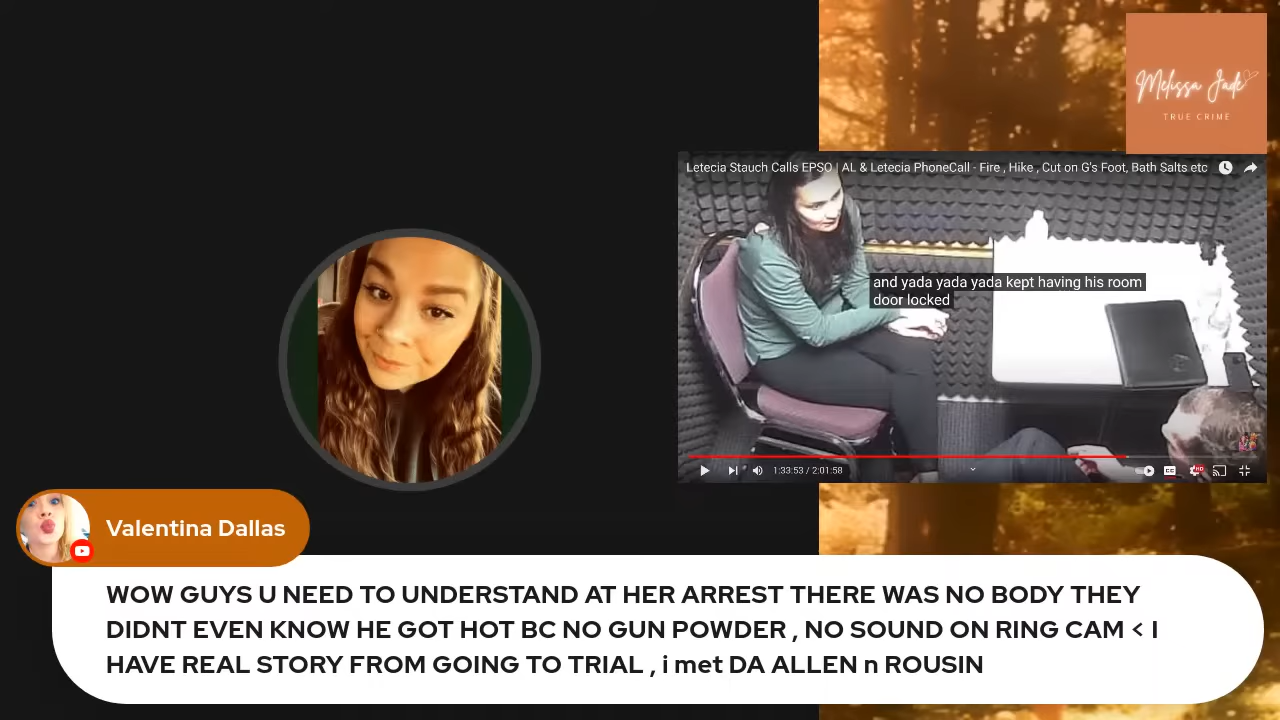 Melissa Jade
TRUE CRIME
Letecia Stauch Calls EPSO | AL & Letecia PhoneCall - Fire , Hike , Cut on G's Foot, Bath Salts etc
and yada yada yada kept having his room
door locked
1:33:53 / 2:01:58
CC
HD
Valentina Dallas
WOW GUYS U NEED TO UNDERSTAND AT HER ARREST THERE WAS NO BODY THEY
DIDNT EVEN KNOW HE GOT HOT BC NO GUN POWDER , NO SOUND ON RING CAM < I
HAVE REAL STORY FROM GOING TO TRIAL , i met DA ALLEN n ROUSIN